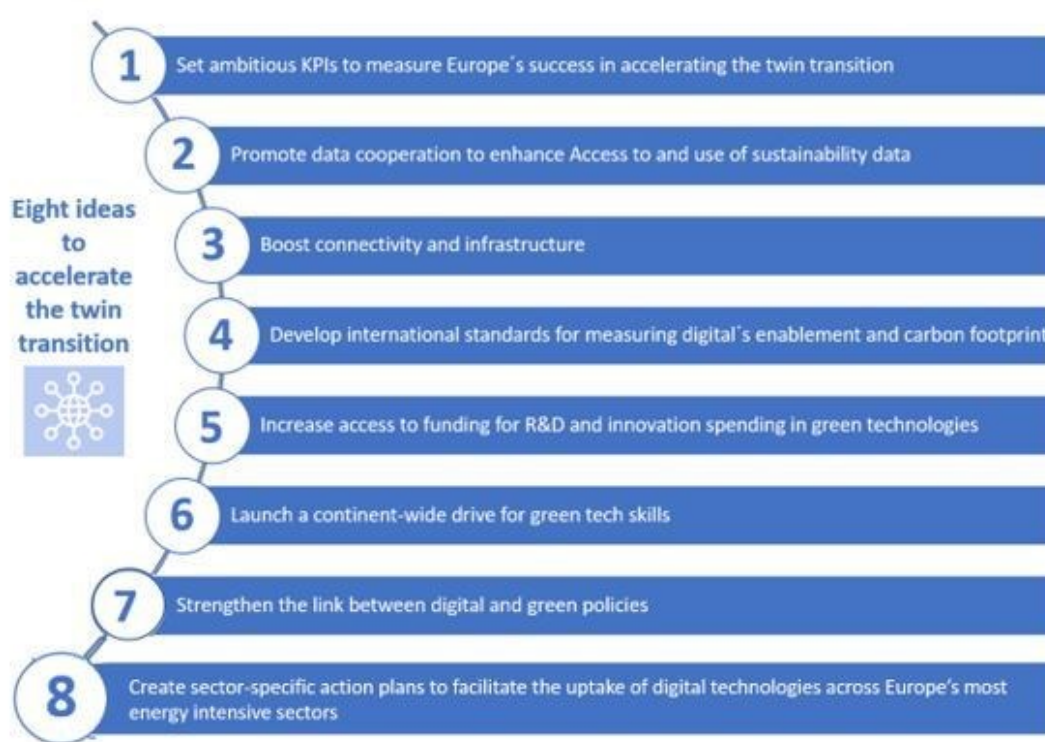 Eight ideas
to
accelerate
the twin
transition
1
Set ambitious KPIs to measure Europe´s success in accelerating the twin transition
2
Promote data cooperation to enhance Access to and use of sustainability data
3
Boost connectivity and infrastructure
4
Develop international standards for measuring digital´s enablement and carbon footprint
5
Increase access to funding for R&D and innovation spending in green technologies
6
Launch a continent-wide drive for green tech skills
7
Strengthen the link between digital and green policies
8
Create sector-specific action plans to facilitate the uptake of digital technologies across Europe’s most
energy intensive sectors